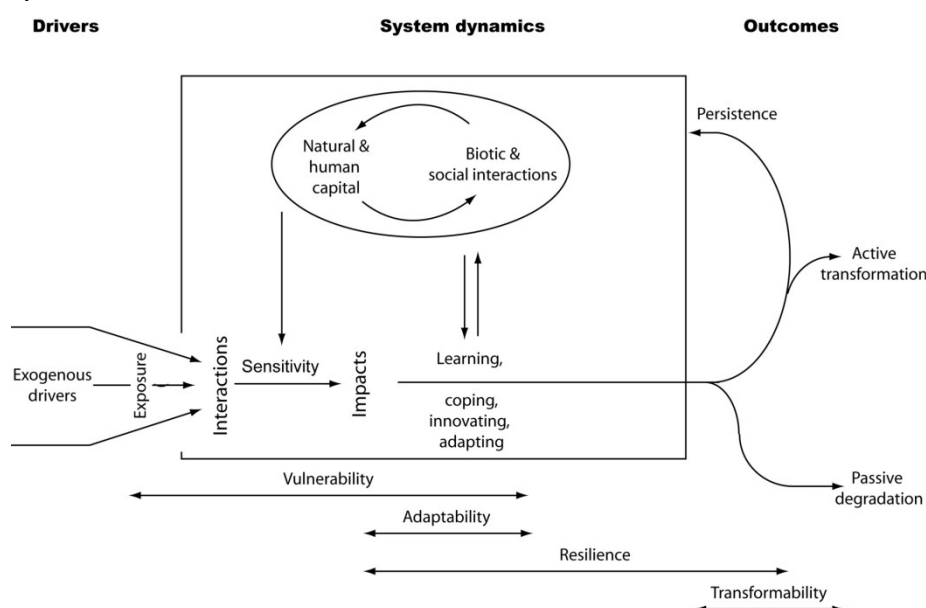 Drivers
System dynamics
Outcomes
Persistence
Natural &
human
capital
Biotic &
social interactions
Active
transformation
Exogenous
drivers
Exposure
Interactions
Sensitivity
Impacts
Learning,
coping,
innovating,
adapting
Passive
degradation
Vulnerability
Adaptability
Resilience
Transformability